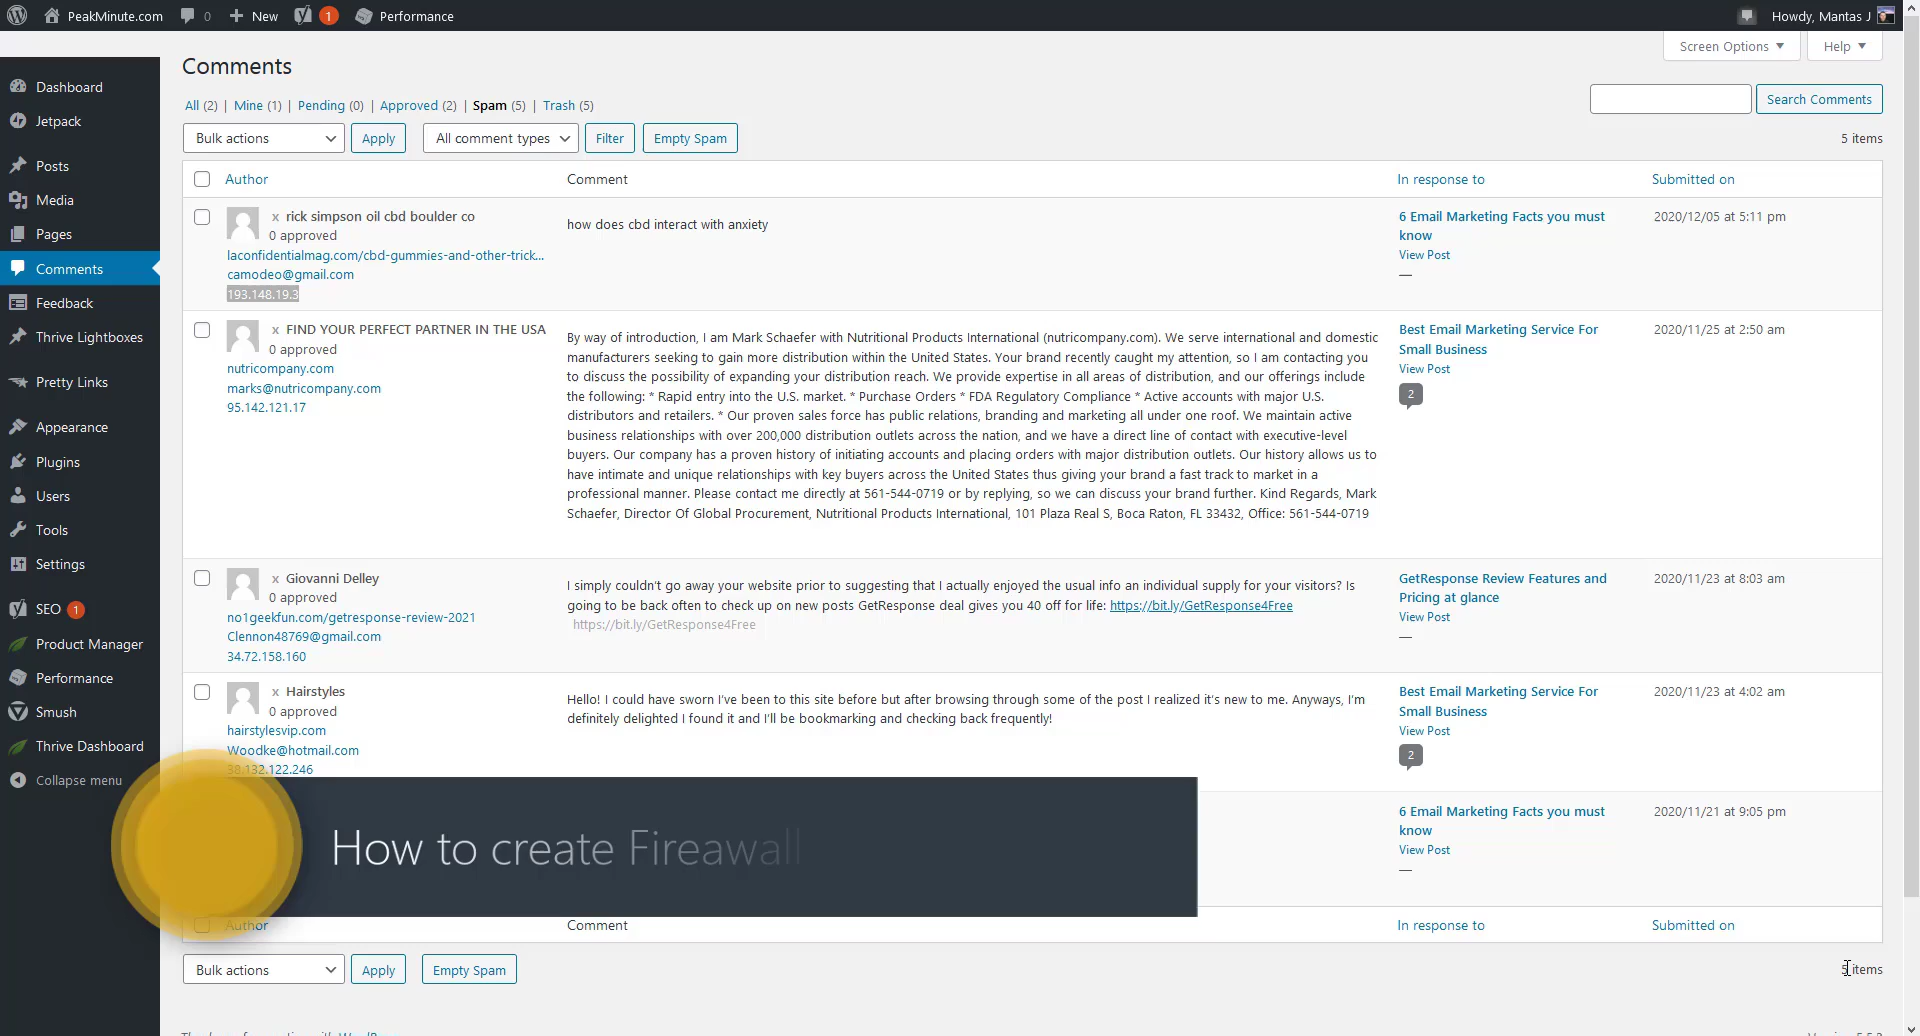 PeakMinute.com 0 New 1 Performance Howdy, Mantas J
Screen Options Help
Comments
All (2) | Mine (1) | Pending (0) | Approved (2) | Spam (5) | Trash (5)
Search Comments
Bulk actions Apply All comment types Filter Empty Spam 5 items
Dashboard
Jetpack
Posts
Media
Pages
Comments
Feedback
Thrive Lightboxes
Pretty Links
Appearance
Plugins
Users
Tools
Settings
SEO 1
Product Manager
Performance
Smush
Thrive Dashboard
Collapse menu
Author Comment In response to Submitted on
x rick simpson oil cbd boulder co
0 approved
laconfidentialmag.com/cbd-gummies-and-other-trick...
camodeo@gmail.com
193.148.19.3
how does cbd interact with anxiety
6 Email Marketing Facts you must
know
View Post
—
2020/12/05 at 5:11 pm
x FIND YOUR PERFECT PARTNER IN THE USA
0 approved
nutricompany.com
marks@nutricompany.com
95.142.121.17
By way of introduction, I am Mark Schaefer with Nutritional Products International (nutricompany.com). We serve international and domestic
manufacturers seeking to gain more distribution within the United States. Your brand recently caught my attention, so I am contacting you
to discuss the possibility of expanding your distribution reach. We provide expertise in all areas of distribution, and our offerings include
the following: * Rapid entry into the U.S. market. * Purchase Orders * FDA Regulatory Compliance * Active accounts with major U.S.
distributors and retailers. * Our proven sales force has public relations, branding and marketing all under one roof. We maintain active
business relationships with over 200,000 distribution outlets across the nation, and we have a direct line of contact with executive-level
buyers. Our company has a proven history of initiating accounts and placing orders with major distribution outlets. Our history allows us to
have intimate and unique relationships with key buyers across the United States thus giving your brand a fast track to market in a
professional manner. Please contact me directly at 561-544-0719 or by replying, so we can discuss your brand further. Kind Regards, Mark
Schaefer, Director Of Global Procurement, Nutritional Products International, 101 Plaza Real S, Boca Raton, FL 33432, Office: 561-544-0719
Best Email Marketing Service For
Small Business
View Post
2
2020/11/25 at 2:50 am
x Giovanni Delley
0 approved
no1geekfun.com/getresponse-review-2021
Clennon48769@gmail.com
34.72.158.160
I simply couldn't go away your website prior to suggesting that I actually enjoyed the usual info an individual supply for your visitors? Is
going to be back often to check up on new posts GetResponse deal gives you 40 off for life: https://bit.ly/GetResponse4Free
https://bit.ly/GetResponse4Free
GetResponse Review Features and
Pricing at glance
View Post
—
2020/11/23 at 8:03 am
x Hairstyles
0 approved
hairstylesvip.com
Woodke@hotmail.com
38.132.122.246
Hello! I could have sworn I've been to this site before but after browsing through some of the post I realized it's new to me. Anyways, I'm
definitely delighted I found it and I'll be bookmarking and checking back frequently!
Best Email Marketing Service For
Small Business
View Post
2
2020/11/23 at 4:02 am
How to create Fireawall
6 Email Marketing Facts you must
know
View Post
—
2020/11/21 at 9:05 pm
Author Comment In response to Submitted on
Bulk actions Apply Empty Spam 5 items